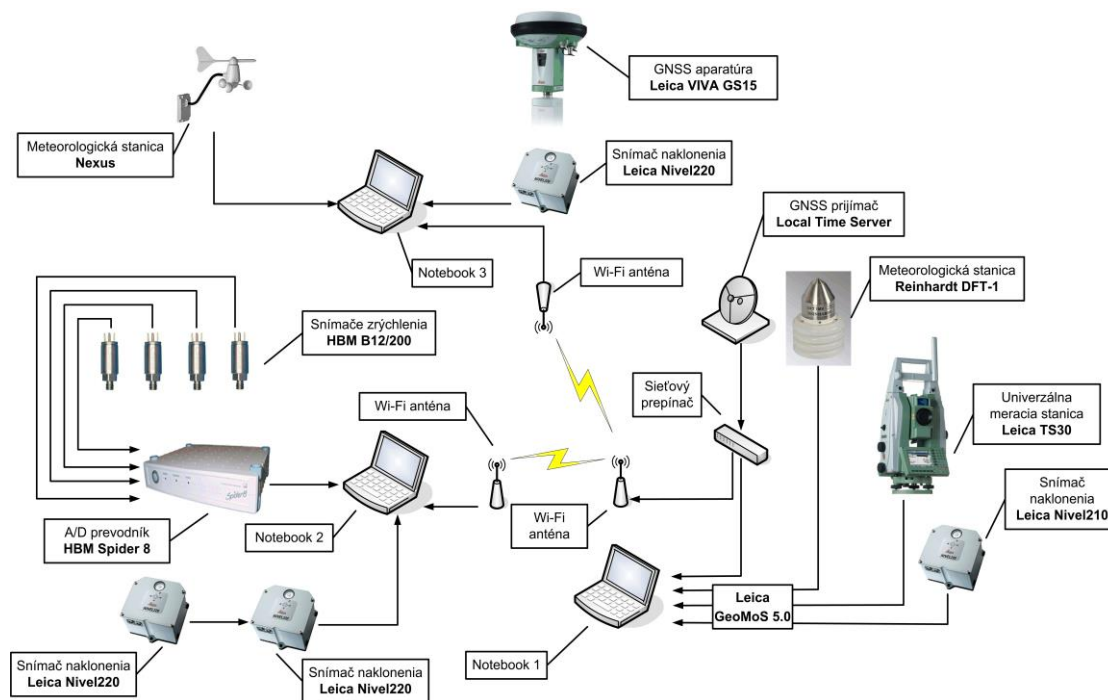 GNSS aparatúra
Leica VIVA GS15
Meteorologická stanica
Nexus
Snímač naklonenia
Leica Nivel220
GNSS prijímač
Local Time Server
Notebook 3
Wi-Fi anténa
Meteorologická stanica
Reinhardt DFT-1
Snímače zrýchlenia
HBM B12/200
Wi-Fi anténa
Sieťový
prepínač
Univerzálna
meracia stanica
Leica TS30
Snímač
naklonenia
Leica Nivel210
A/D prevodník
HBM Spider 8
Notebook 2
Wi-Fi
anténa
Leica
GeoMoS 5.0
Snímač naklonenia
Leica Nivel220
Snímač naklonenia
Leica Nivel220
Notebook 1